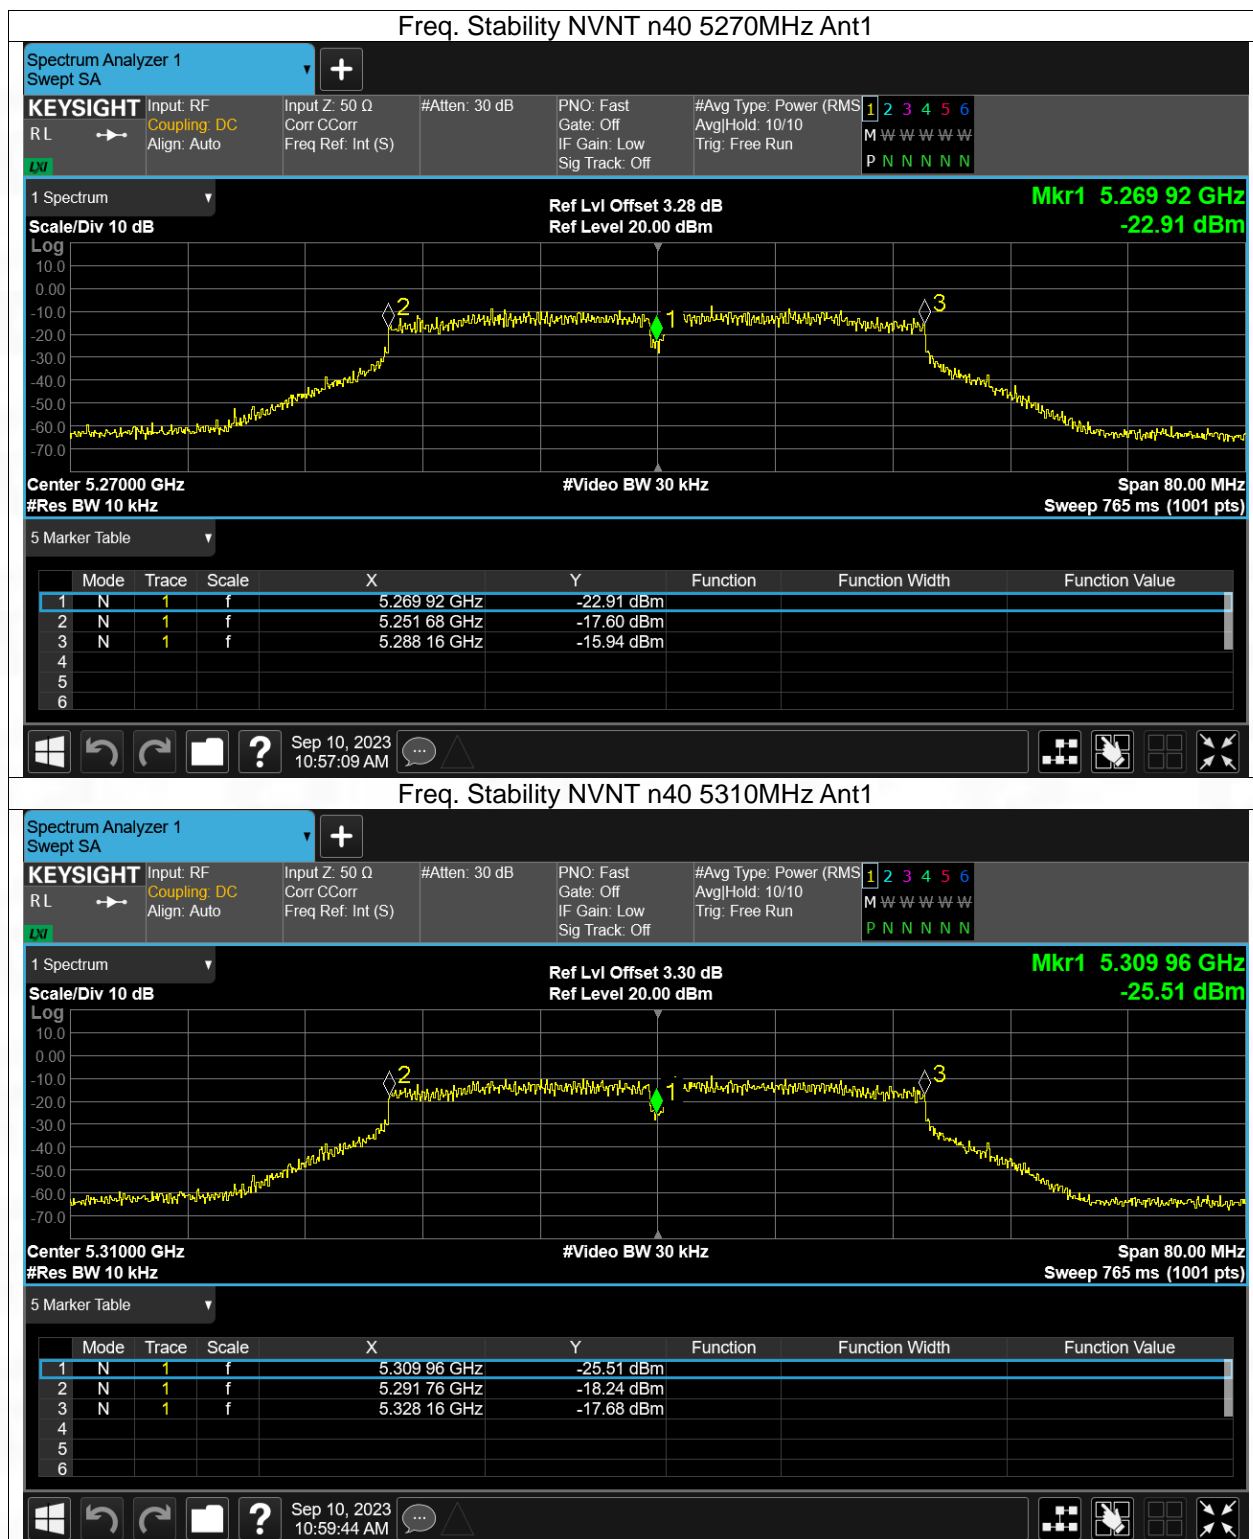 Freq. Stability NVNT n40 5270MHz Ant1
Spectrum Analyzer 1
Swept SA
KEYSIGHT Input: RF Input Z: 50 Ω #Atten: 30 dB PNO: Fast #Avg Type: Power (RMS 1 2 3 4 5 6
R L Coupling: DC Corr CCorr Gate: Off Avg|Hold: 10/10 M W W W W W
Align: Auto Freq Ref: Int (S) IF Gain: Low Trig: Free Run
LXI Sig Track: Off P N N N N N
1 Spectrum Ref Lvl Offset 3.28 dB Mkr1 5.269 92 GHz
Scale/Div 10 dB Ref Level 20.00 dBm -22.91 dBm
Log
10.0
0.00
-10.0
-20.0
-30.0
-40.0
-50.0
-60.0
-70.0
2
1
3
Center 5.27000 GHz #Video BW 30 kHz Span 80.00 MHz
#Res BW 10 kHz Sweep 765 ms (1001 pts)
5 Marker Table
Mode Trace Scale X Y Function Function Width Function Value
1 N 1 f 5.269 92 GHz -22.91 dBm
2 N 1 f 5.251 68 GHz -17.60 dBm
3 N 1 f 5.288 16 GHz -15.94 dBm
4
5
6
? Sep 10, 2023
10:57:09 AM
Freq. Stability NVNT n40 5310MHz Ant1
Spectrum Analyzer 1
Swept SA
KEYSIGHT Input: RF Input Z: 50 Ω #Atten: 30 dB PNO: Fast #Avg Type: Power (RMS 1 2 3 4 5 6
R L Coupling: DC Corr CCorr Gate: Off Avg|Hold: 10/10 M W W W W W
Align: Auto Freq Ref: Int (S) IF Gain: Low Trig: Free Run
LXI Sig Track: Off P N N N N N
1 Spectrum Ref Lvl Offset 3.30 dB Mkr1 5.309 96 GHz
Scale/Div 10 dB Ref Level 20.00 dBm -25.51 dBm
Log
10.0
0.00
-10.0
-20.0
-30.0
-40.0
-50.0
-60.0
-70.0
2
1
3
Center 5.31000 GHz #Video BW 30 kHz Span 80.00 MHz
#Res BW 10 kHz Sweep 765 ms (1001 pts)
5 Marker Table
Mode Trace Scale X Y Function Function Width Function Value
1 N 1 f 5.309 96 GHz -25.51 dBm
2 N 1 f 5.291 76 GHz -18.24 dBm
3 N 1 f 5.328 16 GHz -17.68 dBm
4
5
6
? Sep 10, 2023
10:59:44 AM